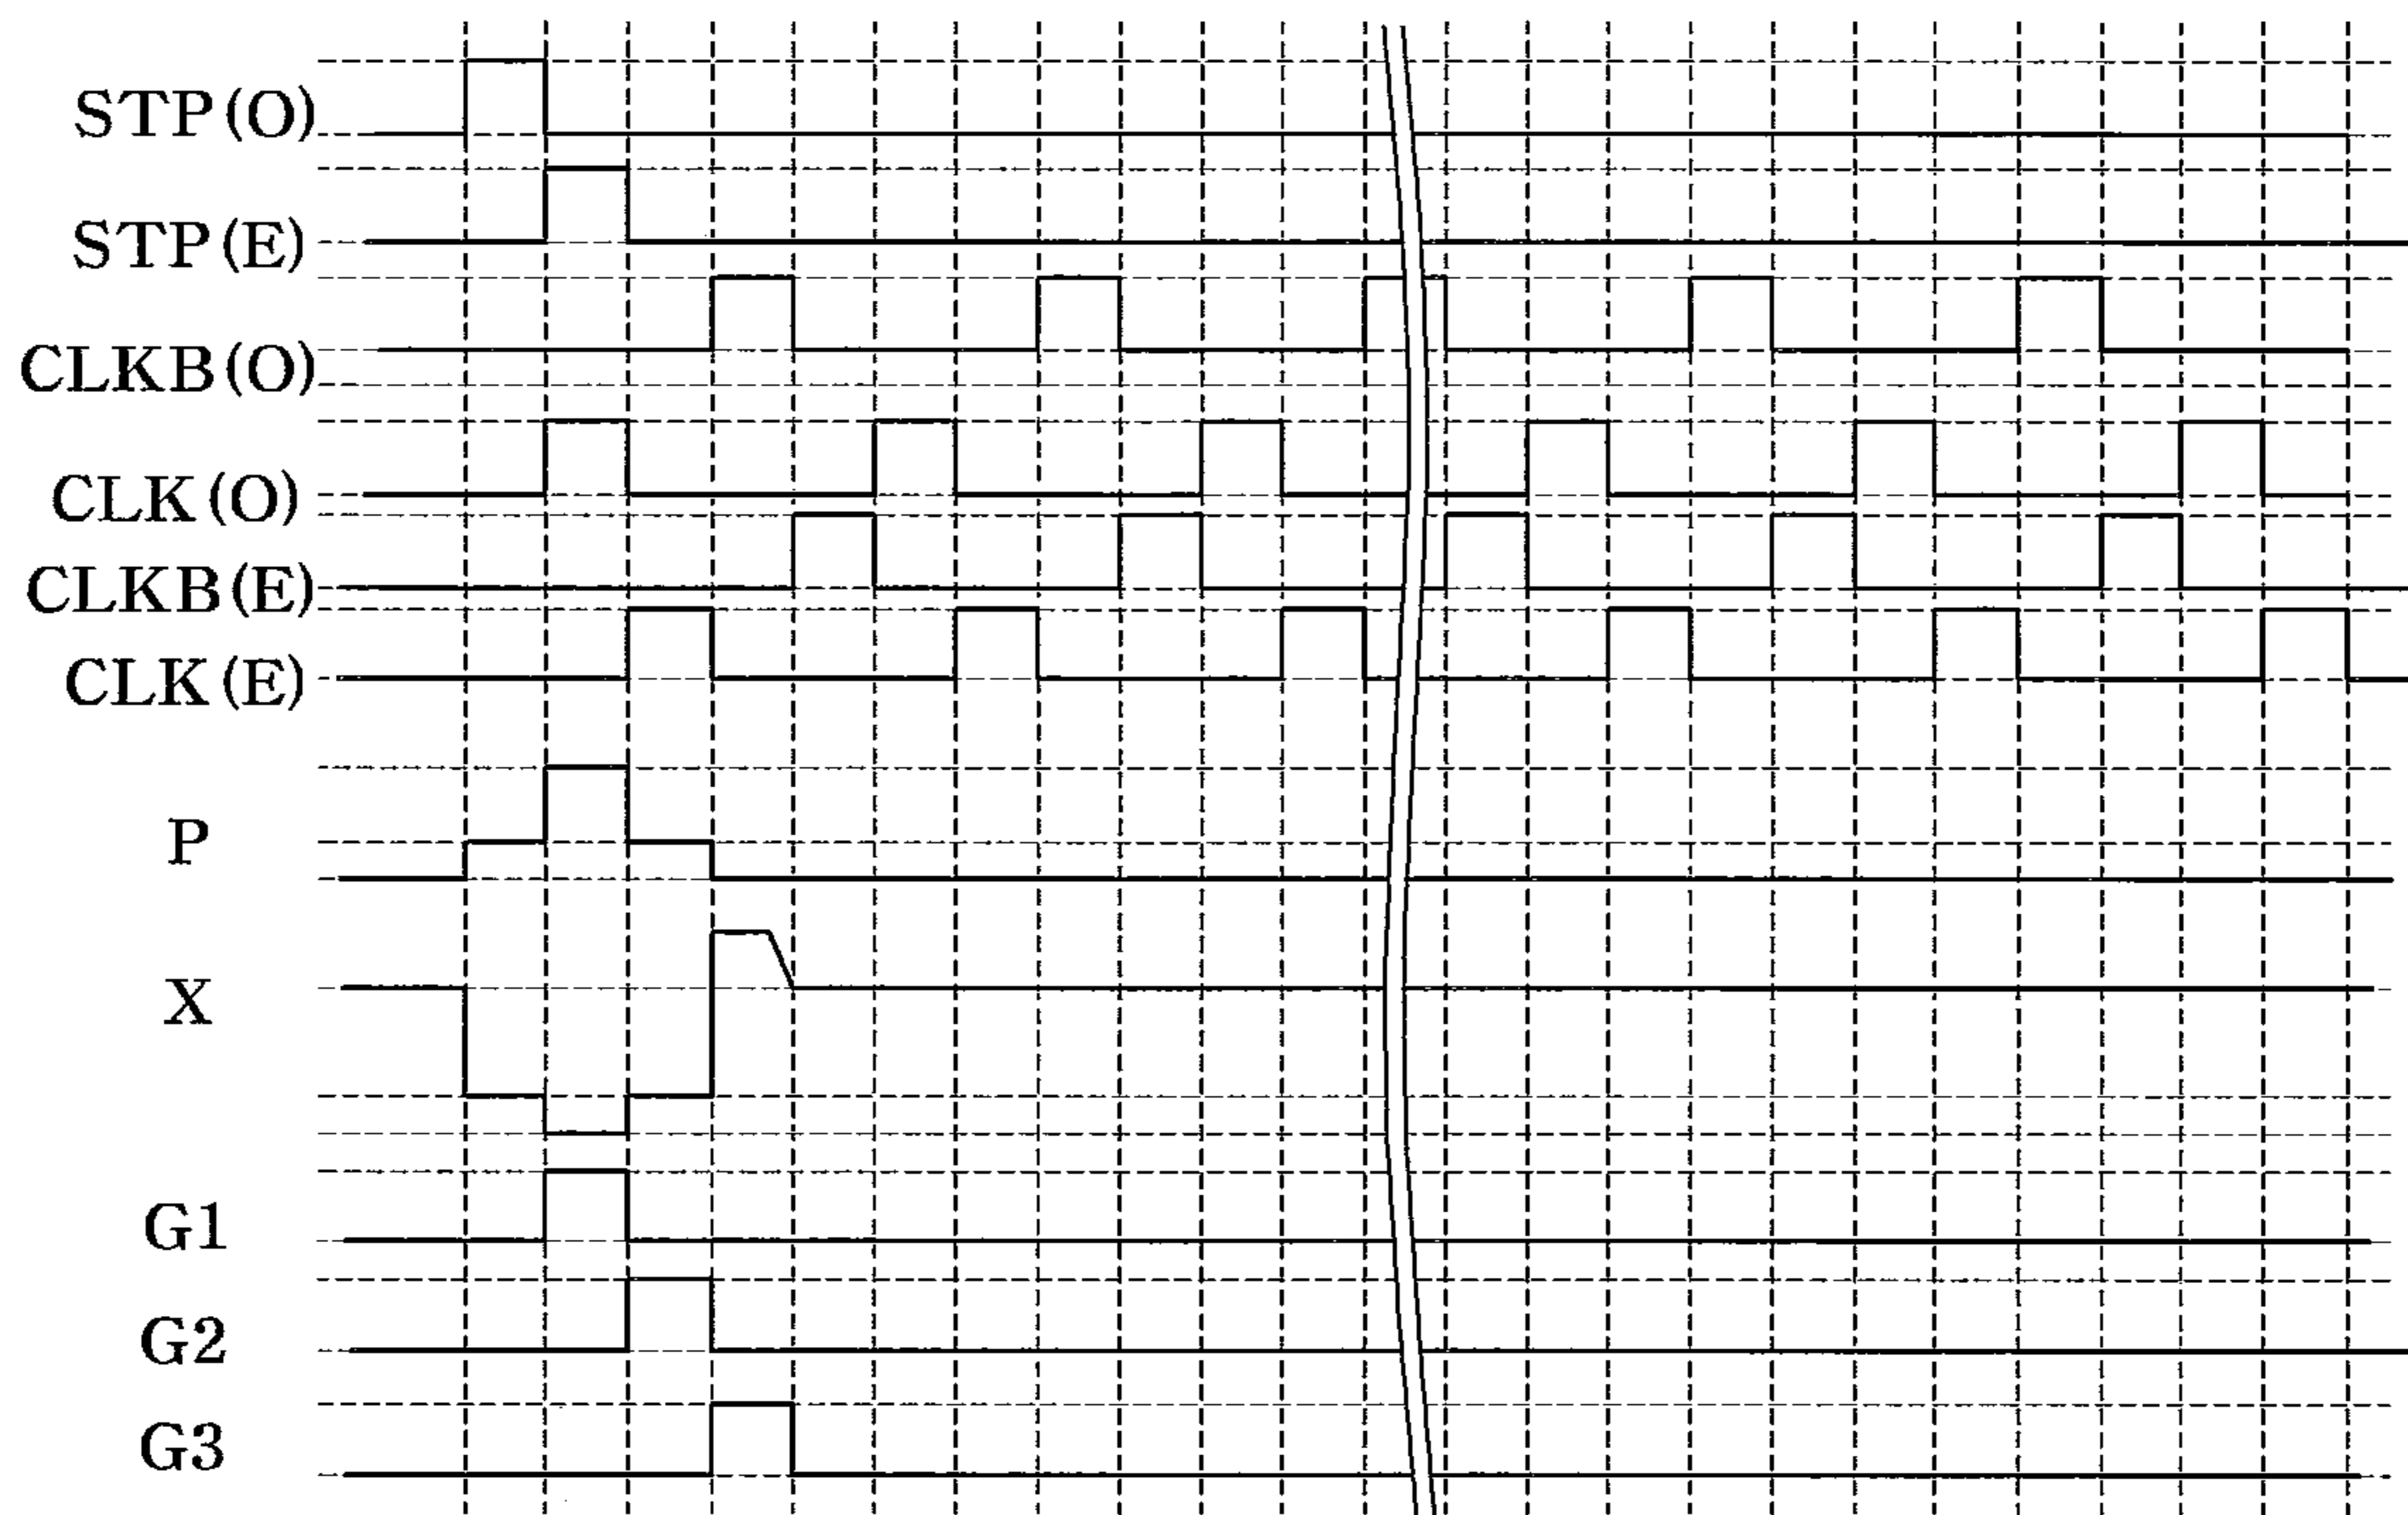 STP(O)
STP(E)
CLKB(O)
CLK(O)
CLKB(E)
CLK(E)
P
X
G1
G2
G3